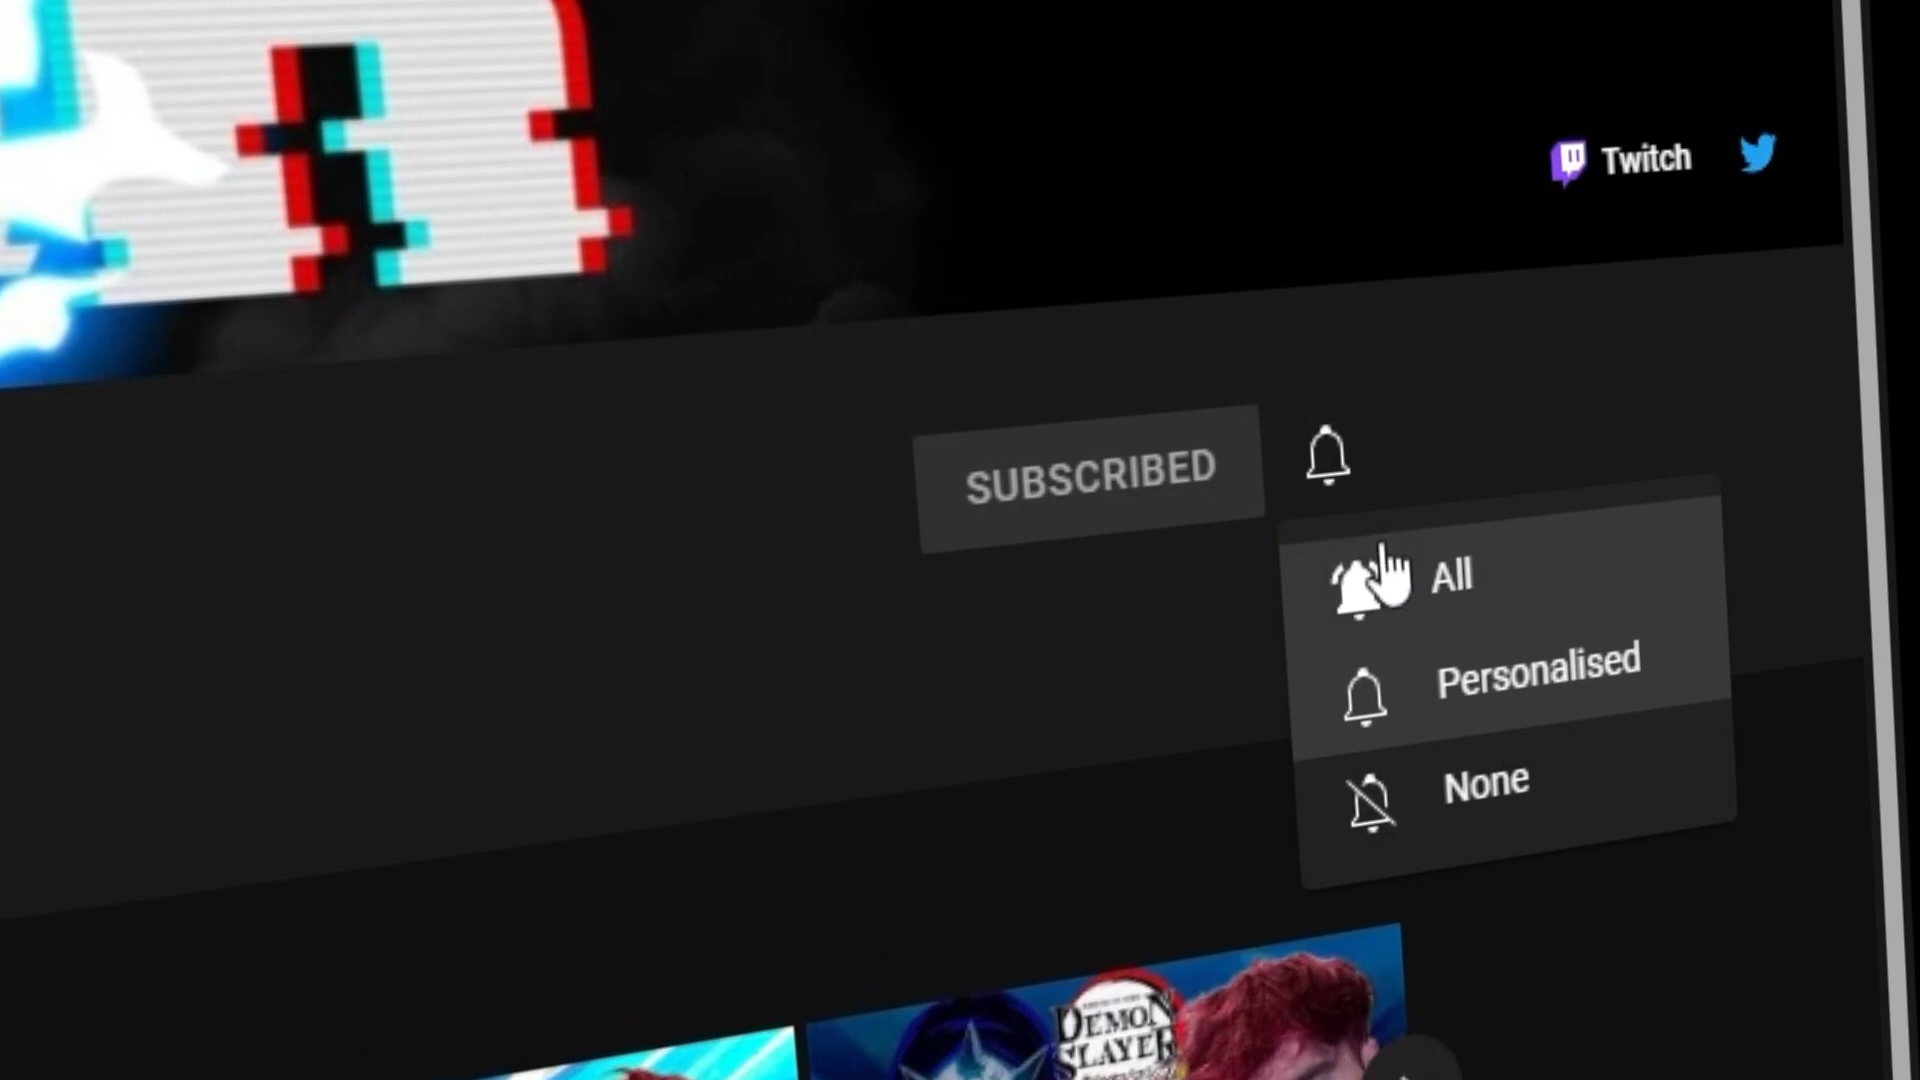 Twitch
SUBSCRIBED
All
Personalised
None
DEMON
SLAYER